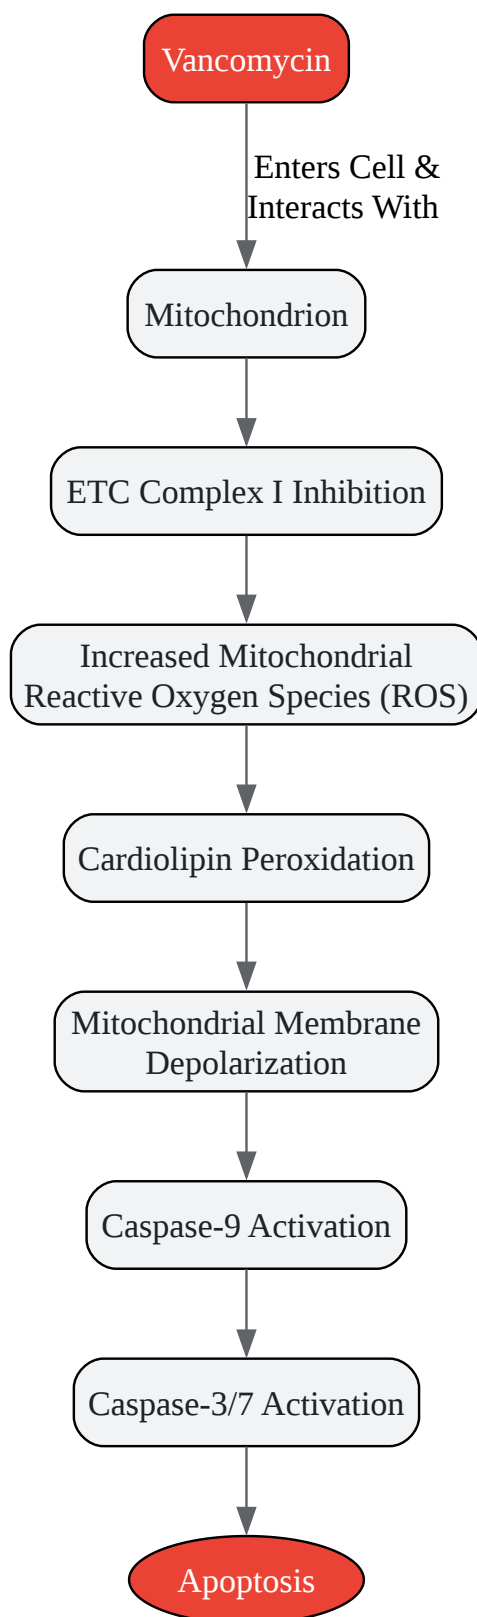 Vancomycin
Enters Cell &
Interacts With
Mitochondrion
ETC Complex I Inhibition
Increased Mitochondrial
Reactive Oxygen Species (ROS)
Cardiolipin Peroxidation
Mitochondrial Membrane
Depolarization
Caspase-9 Activation
Caspase-3/7 Activation
Apoptosis